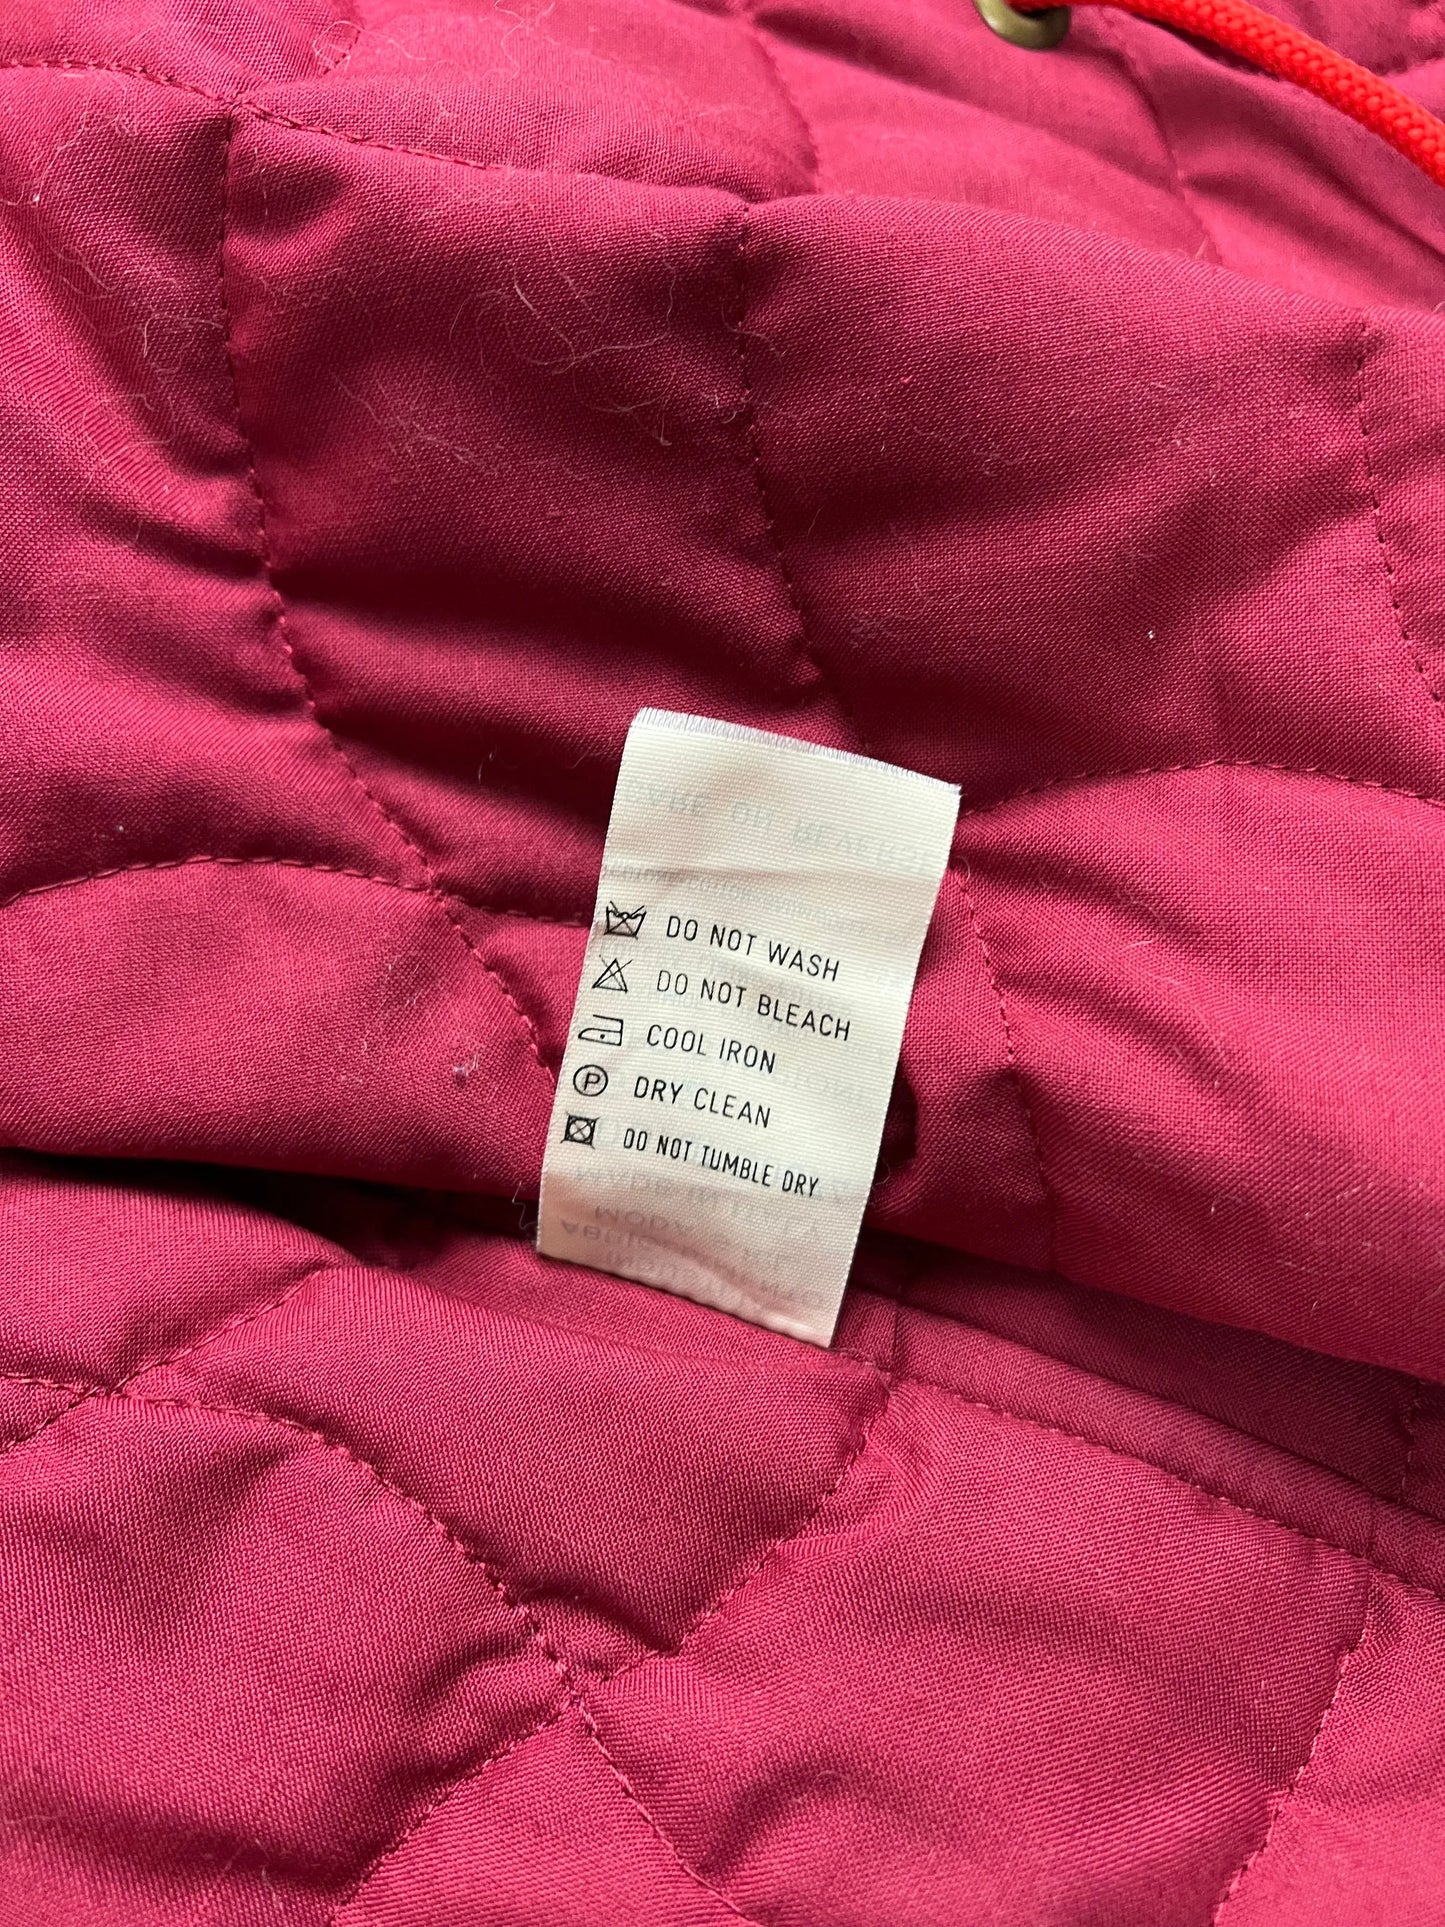 DO NOT WASH
DO NOT BLEACH
COOL IRON
P DRY CLEAN
DO NOT TUMBLE DRY